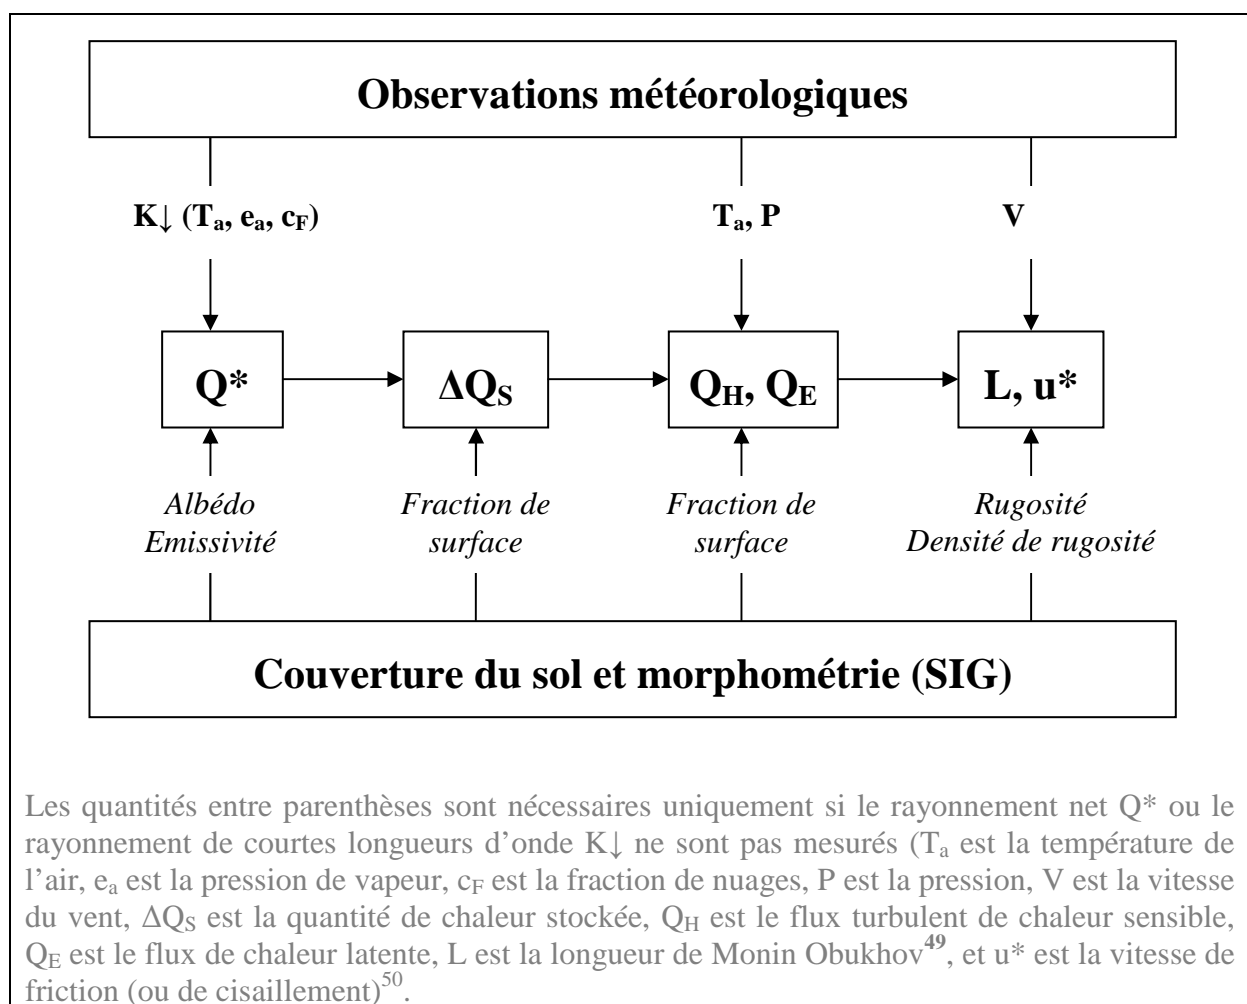 Observations météorologiques
K↓ (Ta, ea, cF)
Ta, P
V
Q*
ΔQS
QH, QE
L, u*
Albédo
Emissivité
Fraction de
surface
Fraction de
surface
Rugosité
Densité de rugosité
Couverture du sol et morphométrie (SIG)
Les quantités entre parenthèses sont nécessaires uniquement si le rayonnement net Q* ou le
rayonnement de courtes longueurs d'onde K↓ ne sont pas mesurés (Ta est la température de
l'air, ea est la pression de vapeur, cF est la fraction de nuages, P est la pression, V est la vitesse
du vent, ΔQS est la quantité de chaleur stockée, QH est le flux turbulent de chaleur sensible,
QE est le flux de chaleur latente, L est la longueur de Monin Obukhov49, et u* est la vitesse de
friction (ou de cisaillement)50.